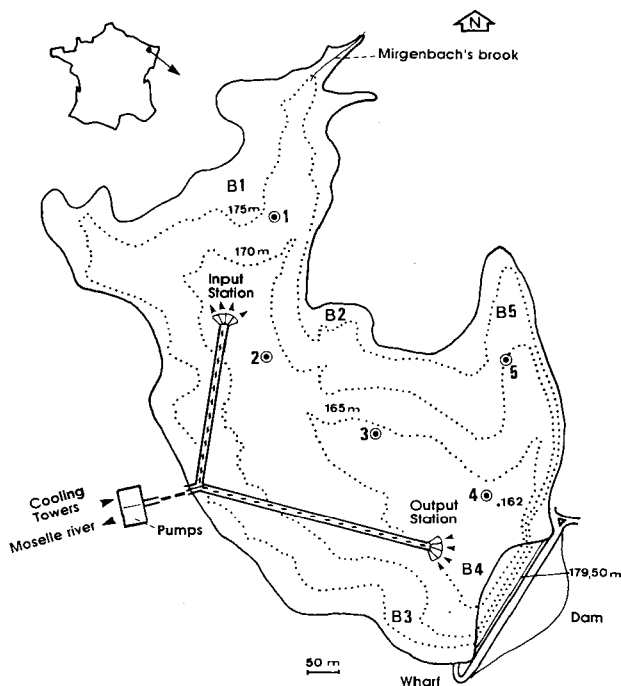 N
Mirgenbach's brook
B1
175m
1
170 m
Input
Station
B2
B5
2
5
165 m
3
4
.162
Cooling
Towers
Moselle river
Pumps
Output
Station
B4
179,50 m
B3
Dam
50 m
Wharf